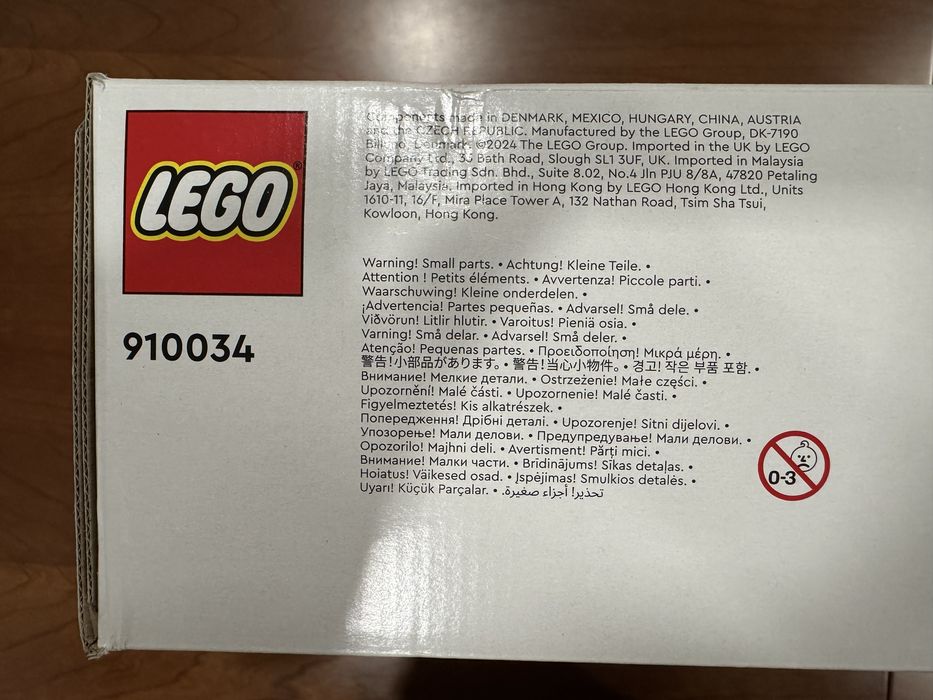 LEGO®
910034
Components made in DENMARK, MEXICO, HUNGARY, CHINA, AUSTRIA
and the CZECH REPUBLIC. Manufactured by the LEGO Group, DK-7190
Billund, Denmark. ©2024 The LEGO Group. Imported in the UK by LEGO
Company Ltd., 33 Bath Road, Slough SL1 3UF, UK. Imported in Malaysia
by LEGO Trading Sdn. Bhd., Suite 8.02, No.4 Jln PJU 8/8A, 47820 Petaling
Jaya, Malaysia. Imported in Hong Kong by LEGO Hong Kong Ltd., Units
1610-11, 16/F, Mira Place Tower A, 132 Nathan Road, Tsim Sha Tsui,
Kowloon, Hong Kong.
Warning! Small parts. • Achtung! Kleine Teile. •
Attention ! Petits éléments. • Avvertenza! Piccole parti. •
Waarschuwing! Kleine onderdelen. •
¡Advertencia! Partes pequeñas. • Advarsel! Små dele. •
Viðvörun! Litlir hlutir. • Varoitus! Pieniä osia. •
Varning! Små delar. • Advarsel! Små deler. •
Atenção! Pequenas partes. • Προειδοποίηση! Μικρά μέρη. •
警告！小部品があります。• 警告！当心小物件。• 경고! 작은 부품 포함. •
Внимание! Мелкие детали. • Ostrzeżenie! Małe części. •
Upozornění! Malé části. • Upozornenie! Malé časti. •
Figyelmeztetés! Kis alkatrészek. •
Попередження! Дрібні деталі. • Upozorenje! Sitni dijelovi. •
Упозорење! Мали делови. • Предупредување! Мали делови. •
Opozorilo! Majhni deli. • Avertisment! Părți mici. •
Внимание! Малки части. • Brīdinājums! Sīkas detaļas. •
Hoiatus! Väikesed osad. • Įspėjimas! Smulkios detalės. •
Uyarı! Küçük Parçalar. • تحذير! أجزاء صغيرة.
0-3